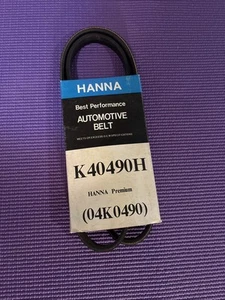 HANNA
Best Performance
AUTOMOTIVE
BELT
K40490H
HANNA Premium
(04K0490)